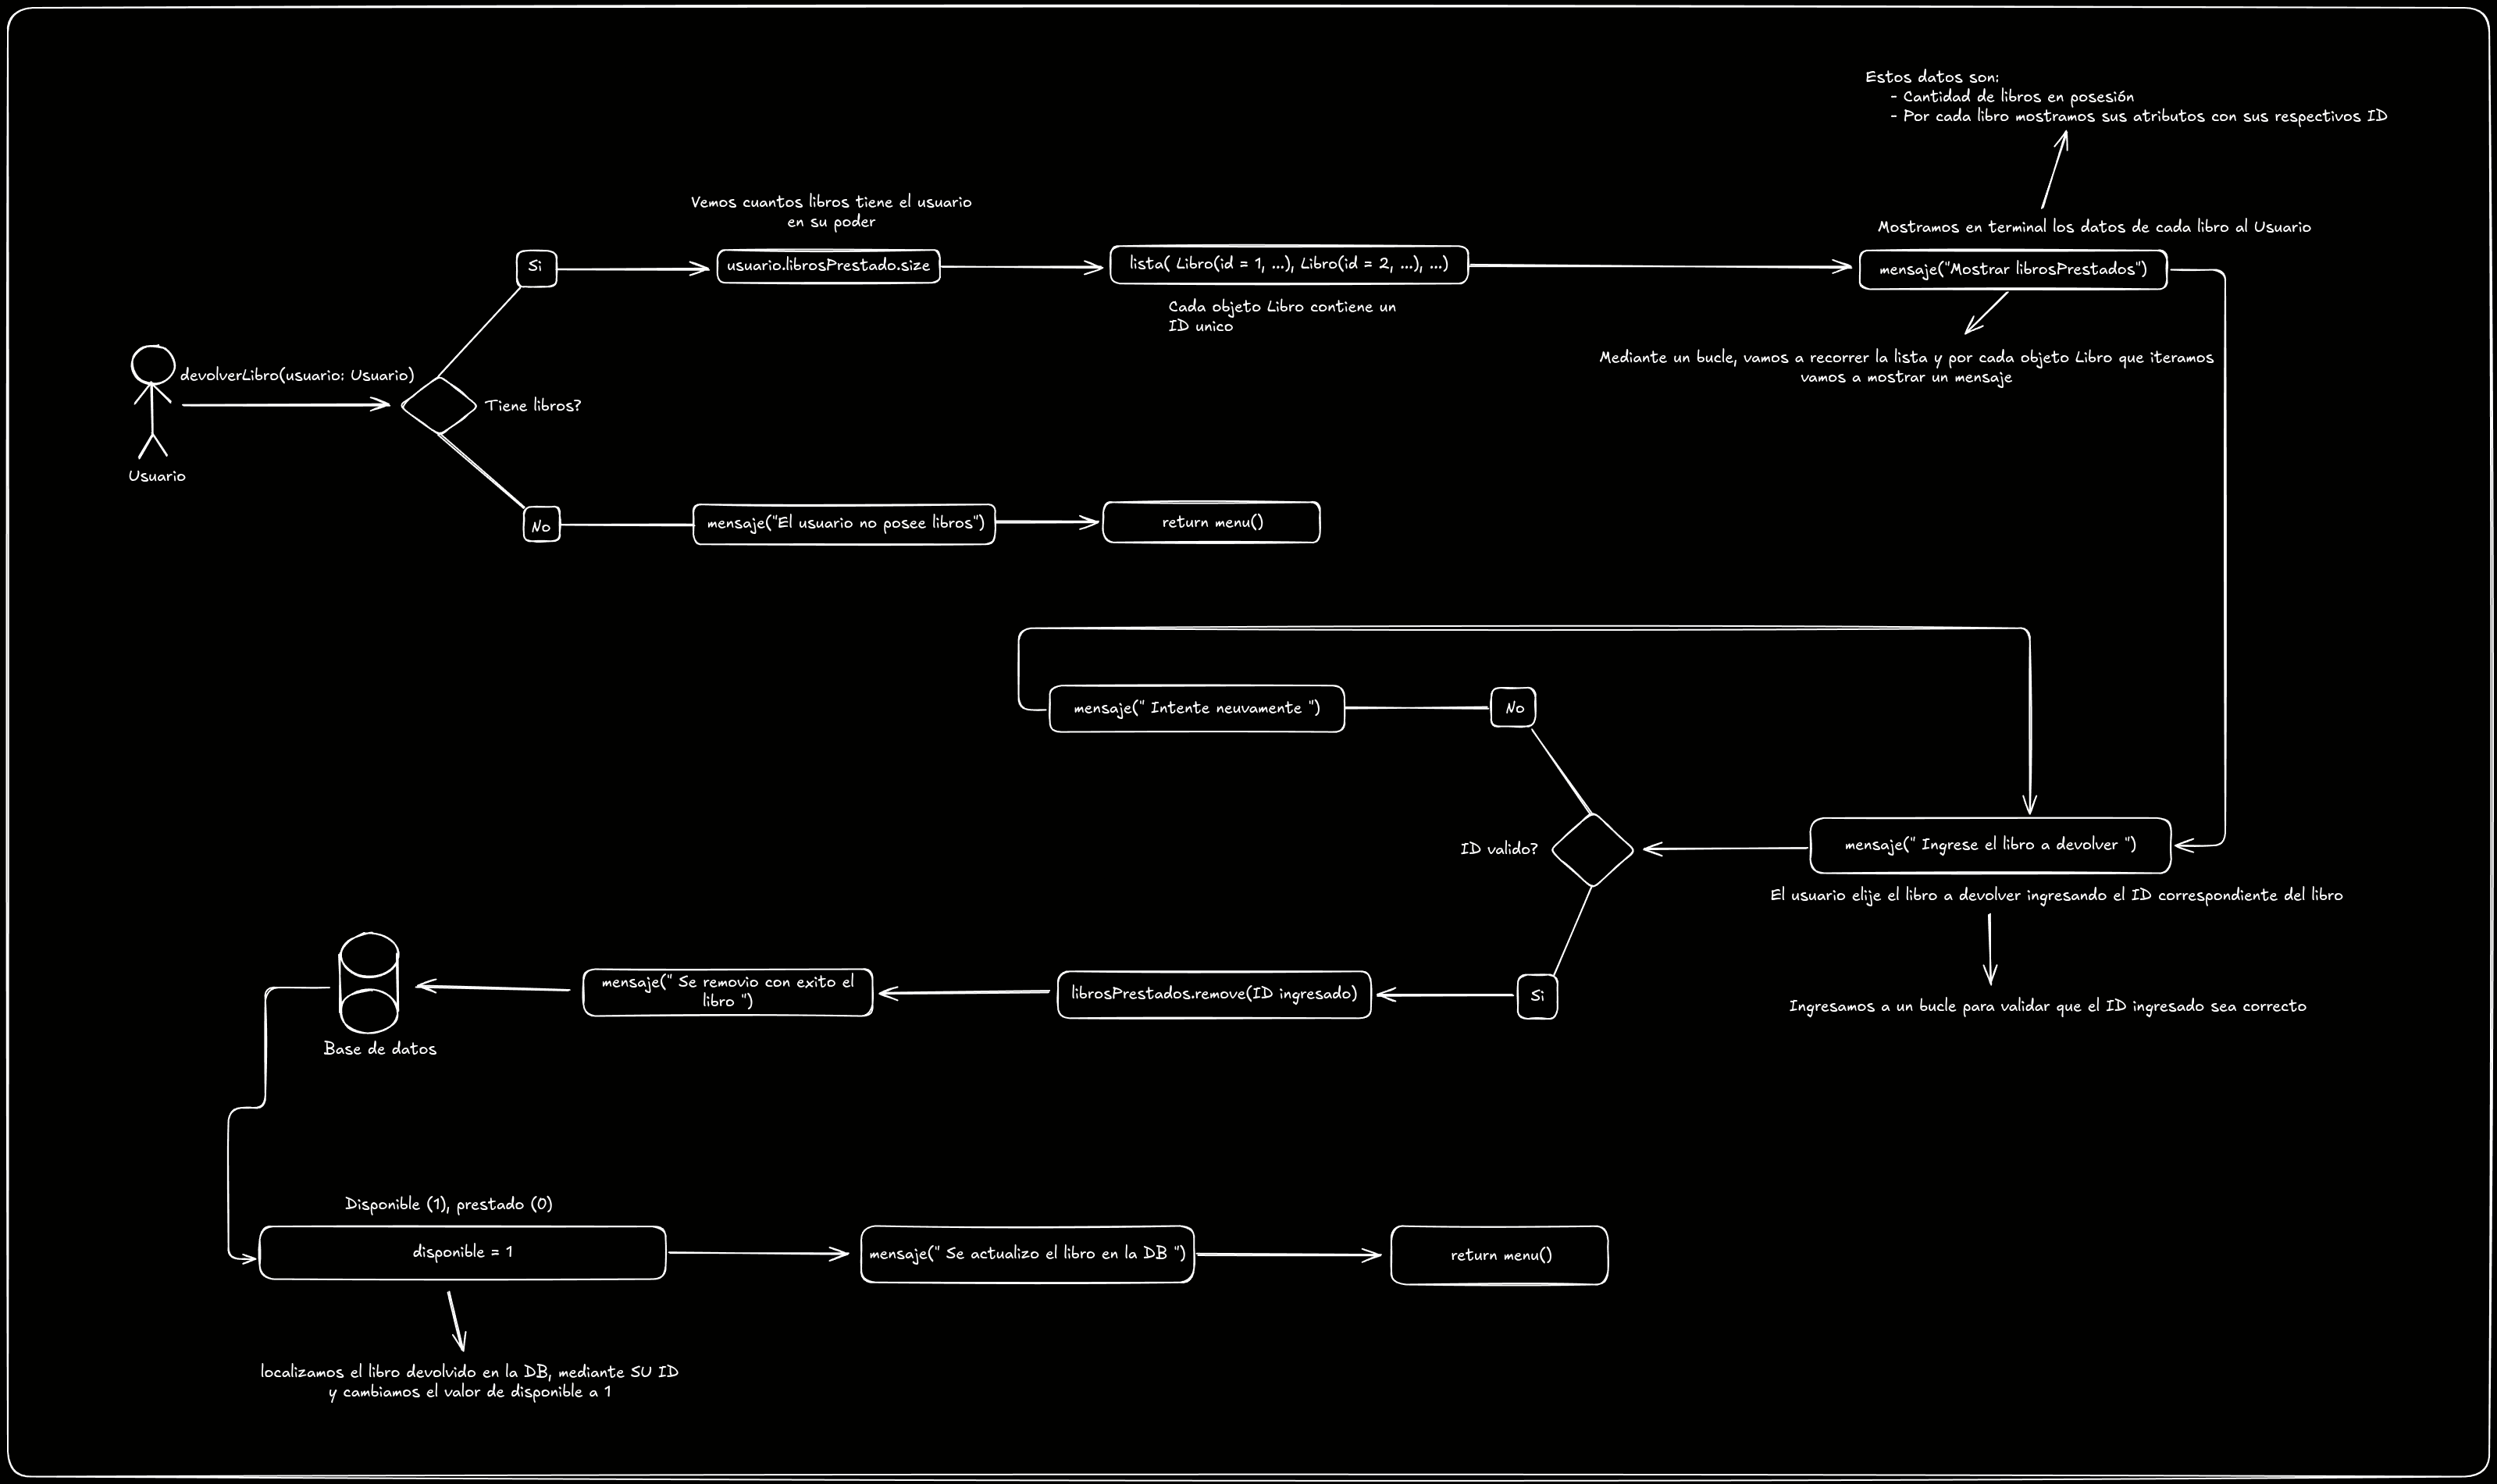 Estos datos son:
- Cantidad de libros en posesión
- Por cada libro mostramos sus atributos con sus respectivos ID
Vemos cuantos libros tiene el usuario
en su poder
Mostramos en terminal los datos de cada libro al Usuario
Si
usuario.librosPrestado.size
lista( Libro(id = 1, ...), Libro(id = 2, ...), ...)
mensaje("Mostrar librosPrestados")
Cada objeto Libro contiene un
ID unico
Mediante un bucle, vamos a recorrer la lista y por cada objeto Libro que iteramos
vamos a mostrar un mensaje
devolverLibro(usuario: Usuario)
Tiene libros?
Usuario
No
mensaje("El usuario no posee libros")
return menu()
mensaje(" Intente neuvamente ")
No
ID valido?
mensaje(" Ingrese el libro a devolver ")
El usuario elije el libro a devolver ingresando el ID correspondiente del libro
Ingresamos a un bucle para validar que el ID ingresado sea correcto
mensaje(" Se removio con exito el
libro ")
librosPrestados.remove(ID ingresado)
Si
Base de datos
Disponible (1), prestado (0)
disponible = 1
mensaje(" Se actualizo el libro en la DB ")
return menu()
localizamos el libro devolvido en la DB, mediante SU ID
y cambiamos el valor de disponible a 1